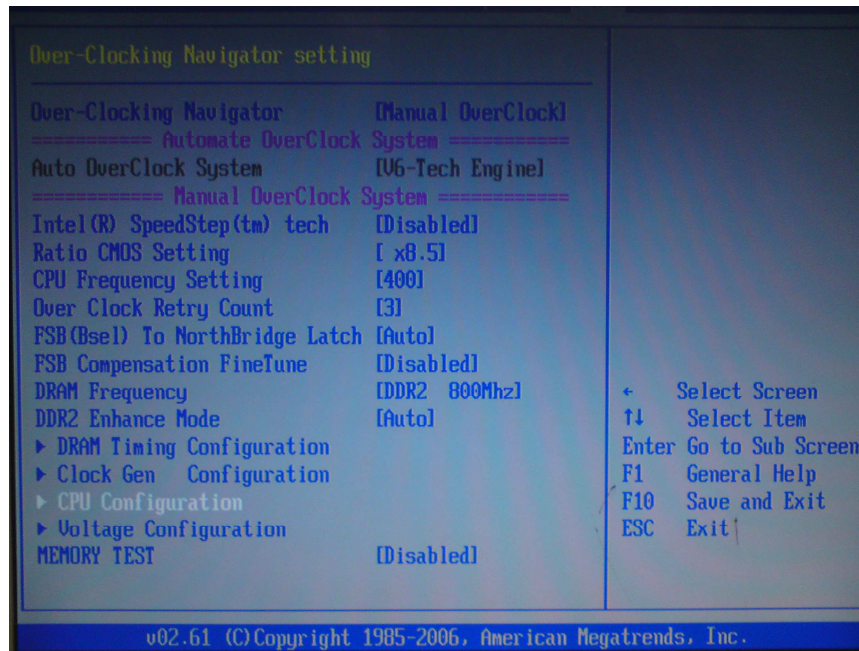 Over-Clocking Navigator setting
Over-Clocking Navigator [Manual OverClock]
=========== Automate OverClock System ===========
Auto OverClock System [V6-Tech Engine]
============ Manual OverClock System ============
Intel(R) SpeedStep(tm) tech [Disabled]
Ratio CMOS Setting [ x8.5]
CPU Frequency Setting [400]
Over Clock Retry Count [3]
FSB(Bsel) To NorthBridge Latch [Auto]
FSB Compensation FineTune [Disabled]
DRAM Frequency [DDR2 800Mhz]
DDR2 Enhance Mode [Auto]
▶ DRAM Timing Configuration
▶ Clock Gen Configuration
▶ CPU Configuration
▶ Voltage Configuration
MEMORY TEST [Disabled]
← Select Screen
↑↓ Select Item
Enter Go to Sub Screen
F1 General Help
F10 Save and Exit
ESC Exit
v02.61 (C)Copyright 1985-2006, American Megatrends, Inc.